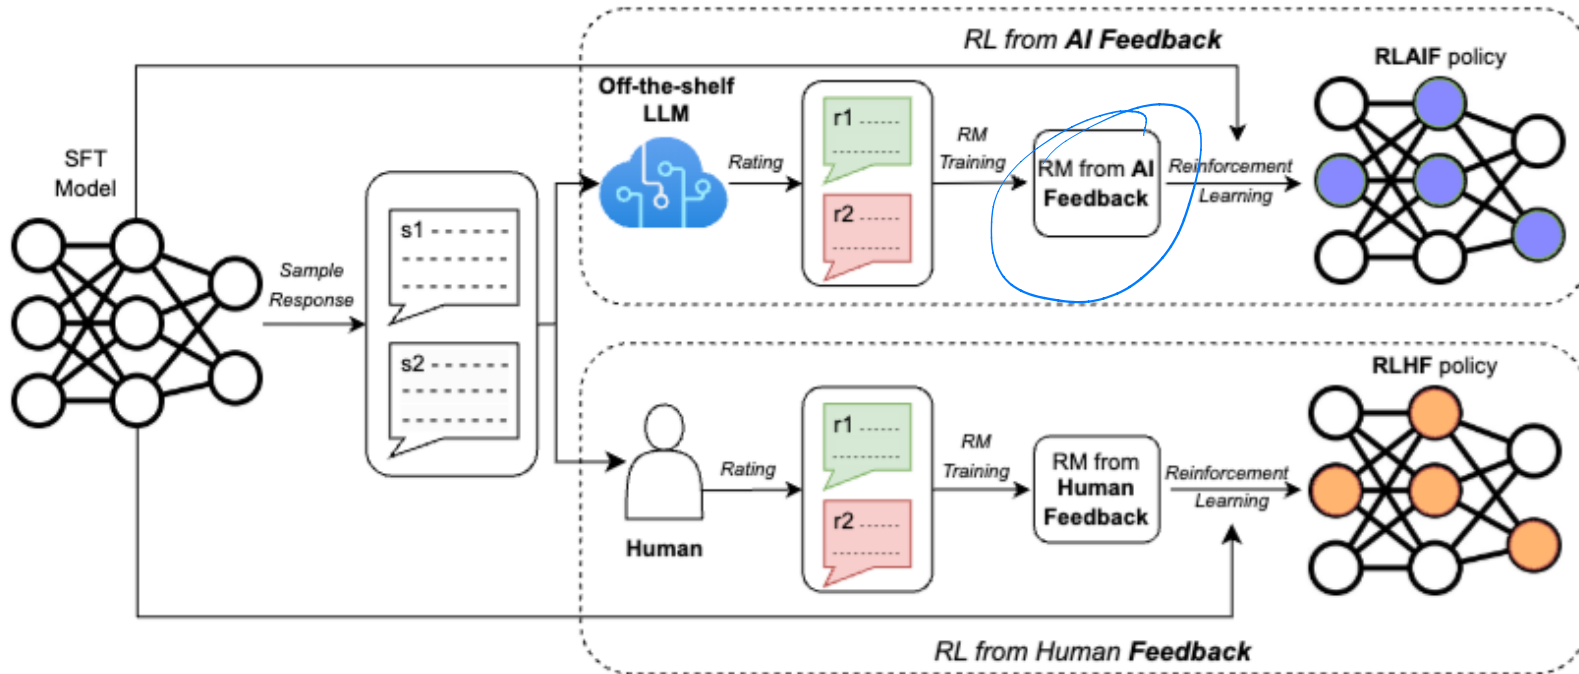 RL from AI Feedback
SFT
Model
Sample
Response
s1
s2
Off-the-shelf
LLM
Rating
r1
r2
RM
Training
RM from AI
Feedback
Reinforcement
Learning
RLAIF policy
Human
Rating
r1
r2
RM
Training
RM from
Human
Feedback
Reinforcement
Learning
RLHF policy
RL from Human Feedback